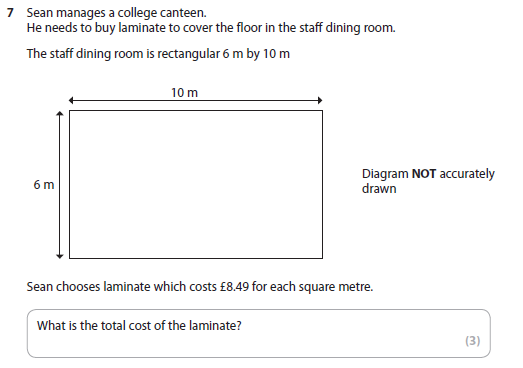 7 Sean manages a college canteen.
He needs to buy laminate to cover the floor in the staff dining room.
The staff dining room is rectangular 6 m by 10 m
10 m
6 m
Diagram NOT accurately
drawn
Sean chooses laminate which costs £8.49 for each square metre.
What is the total cost of the laminate?
(3)